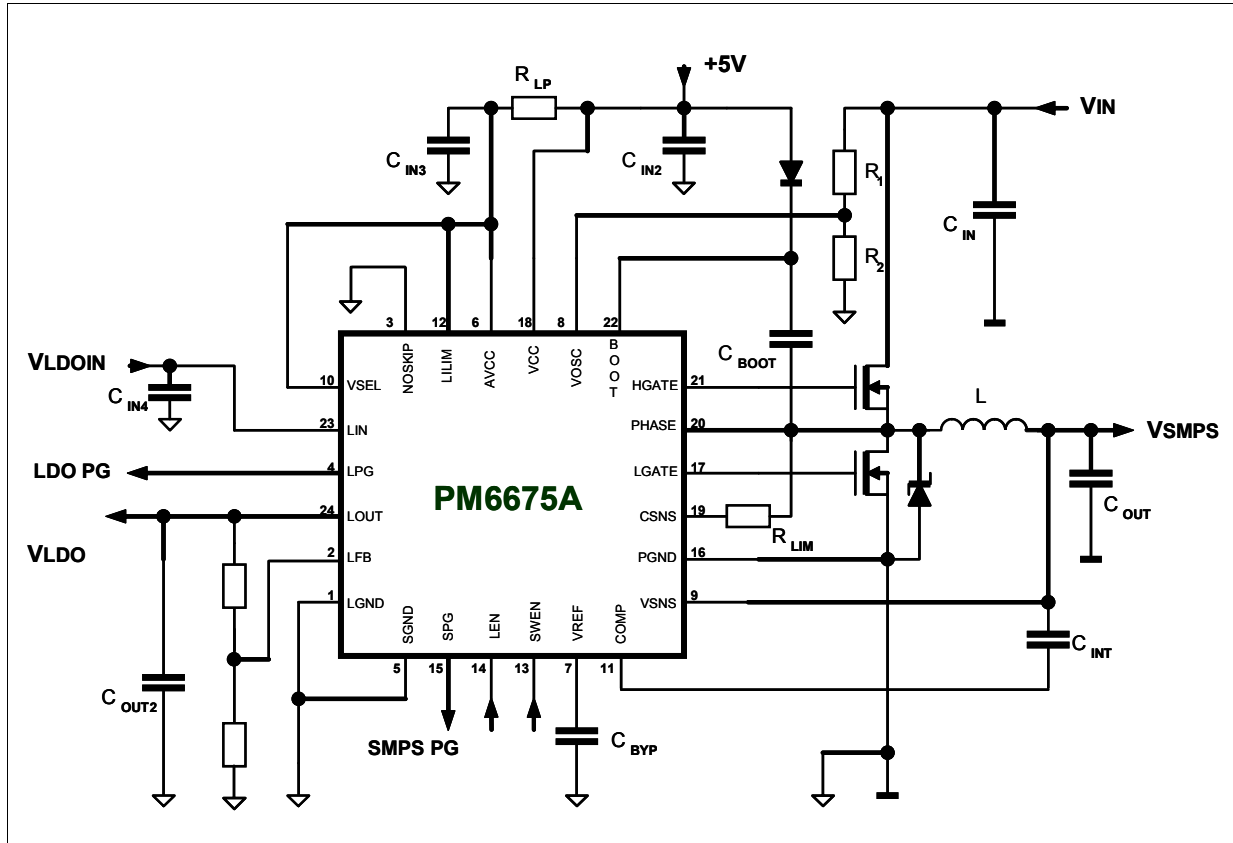 +5V
R LP
VIN
C IN3
C IN2
R1
C IN
R2
3
12
6
18
8
22
C BOOT
NOSKIP
LILIM
AVCC
VCC
VOSC
BOOT
VLDOIN
C IN4
10
VSEL
HGATE
21
L
23
LIN
PHASE
20
VSMPS
LDO PG
4
LPG
LGATE
17
PM6675A
24
LOUT
CSNS
19
R LIM
C OUT
VLDO
2
LFB
PGND
16
1
LGND
VSNS
9
SGND
SPG
LEN
SWEN
VREF
COMP
C INT
5
15
14
13
7
11
C OUT2
SMPS PG
C BYP